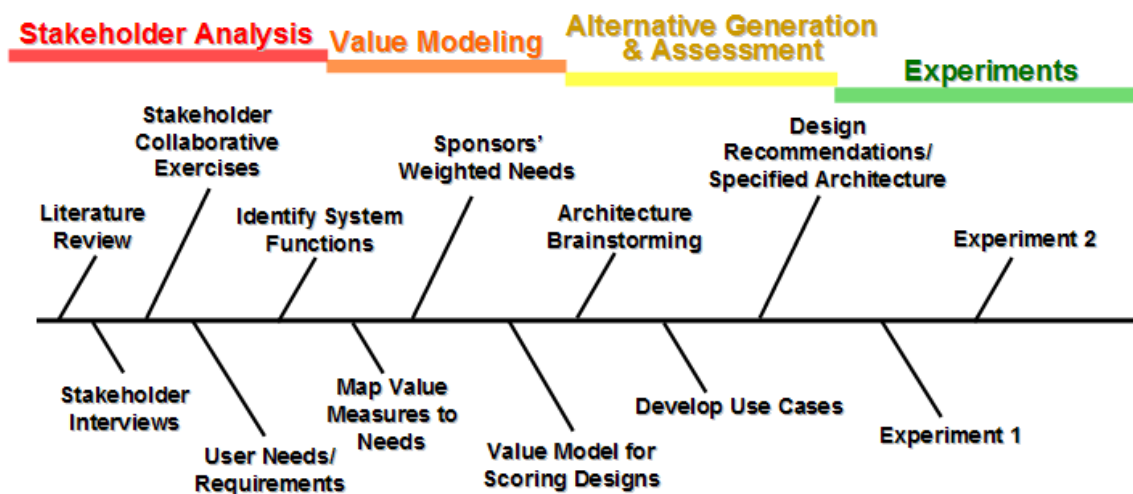 Stakeholder Analysis
Value Modeling
Alternative Generation
& Assessment
Experiments
Stakeholder
Collaborative
Exercises
Sponsors’
Weighted Needs
Design
Recommendations/
Specified Architecture
Literature
Review
Identify System
Functions
Architecture
Brainstorming
Experiment 2
Stakeholder
Interviews
User Needs/
Requirements
Map Value
Measures to
Needs
Value Model for
Scoring Designs
Develop Use Cases
Experiment 1